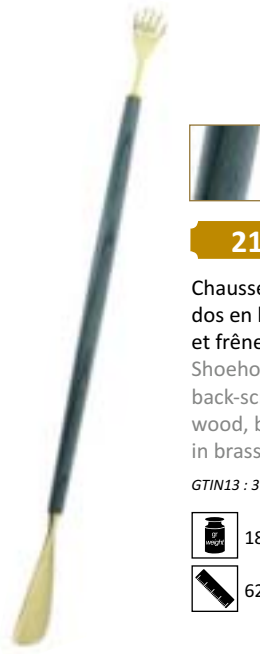 21
Chausse
dos en
et frêne
Shoeho
back-sc
wood,
in brass
GTIN13 : 3
gr
weight
18
62